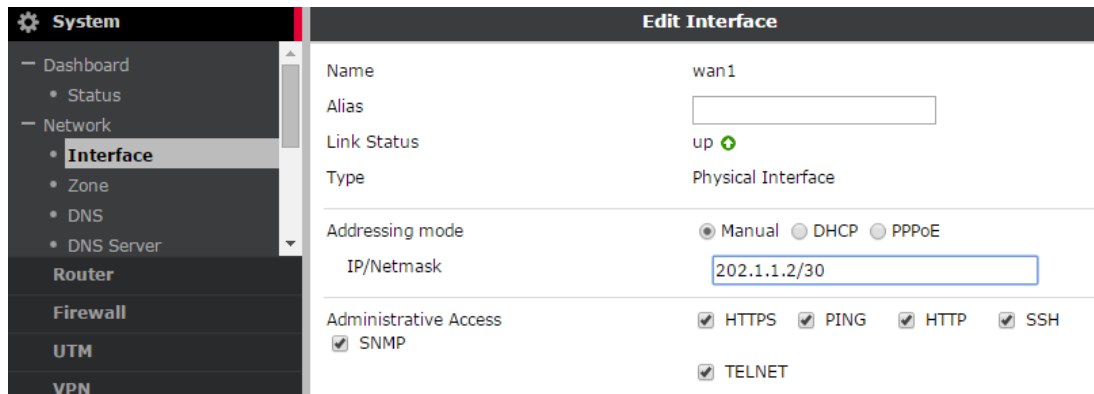 System
Dashboard
Status
Network
Interface
Zone
DNS
DNS Server
Router
Firewall
UTM
VPN
Edit Interface
Name wan1
Alias
Link Status up
Type Physical Interface
Addressing mode Manual DHCP PPPoE
IP/Netmask 202.1.1.2/30
Administrative Access HTTPS PING HTTP SSH
SNMP
TELNET